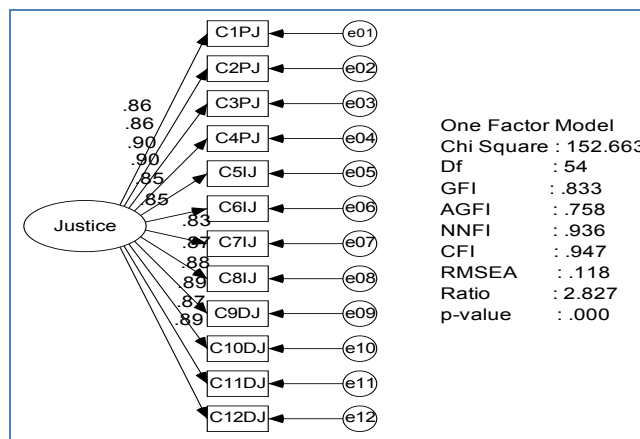 C1PJ
e01
C2PJ
e02
C3PJ
e03
C4PJ
e04
C5IJ
e05
C6IJ
e06
C7IJ
e07
C8IJ
e08
C9DJ
e09
C10DJ
e10
C11DJ
e11
C12DJ
e12
.86
.86
.90
.90
.85
.85
.83
.87
.88
.89
.87
.89
Justice
One Factor Model
Chi Square : 152.663
Df : 54
GFI : .833
AGFI : .758
NNFI : .936
CFI : .947
RMSEA : .118
Ratio : 2.827
p-value : .000